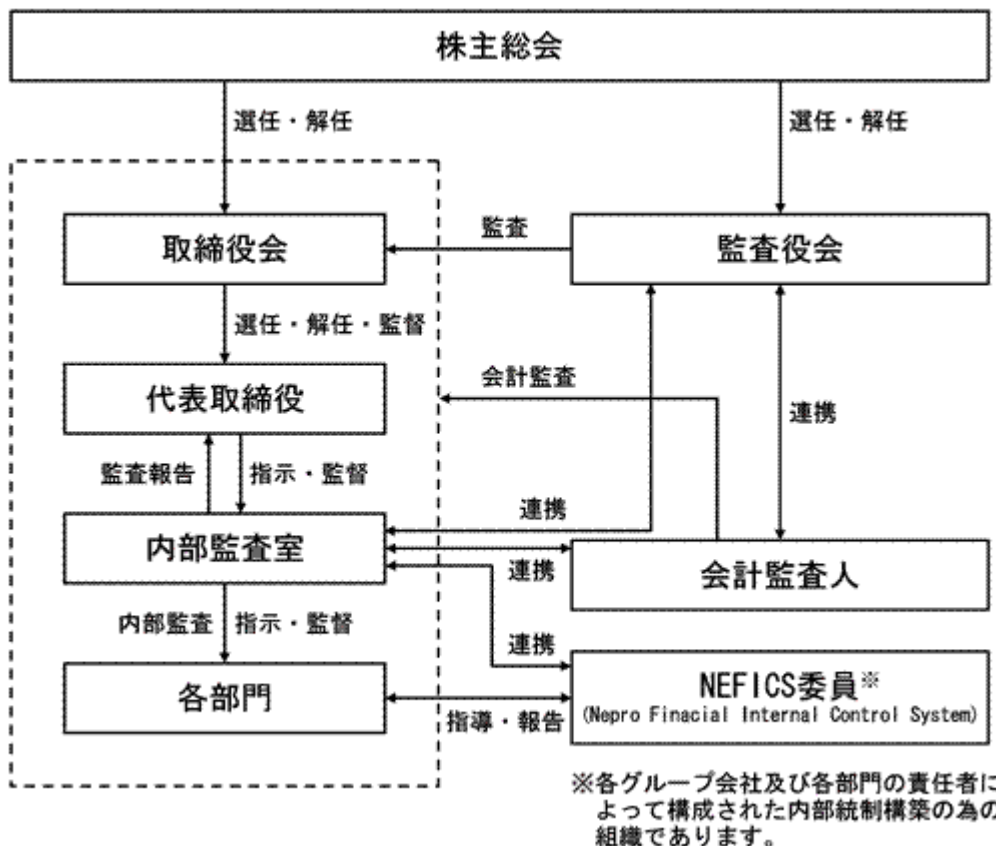 株主総会
選任・解任
選任・解任
取締役会
監査
監査役会
選任・解任・監督
代表取締役
会計監査
連携
監査報告
指示・監督
連携
内部監査室
連携
会計監査人
内部監査
指示・監督
連携
各部門
指導・報告
NEFICS委員※
(Nepro Finacial Internal Control System)
※各グループ会社及び各部門の責任者に
よって構成された内部統制構築の為の
組織であります。